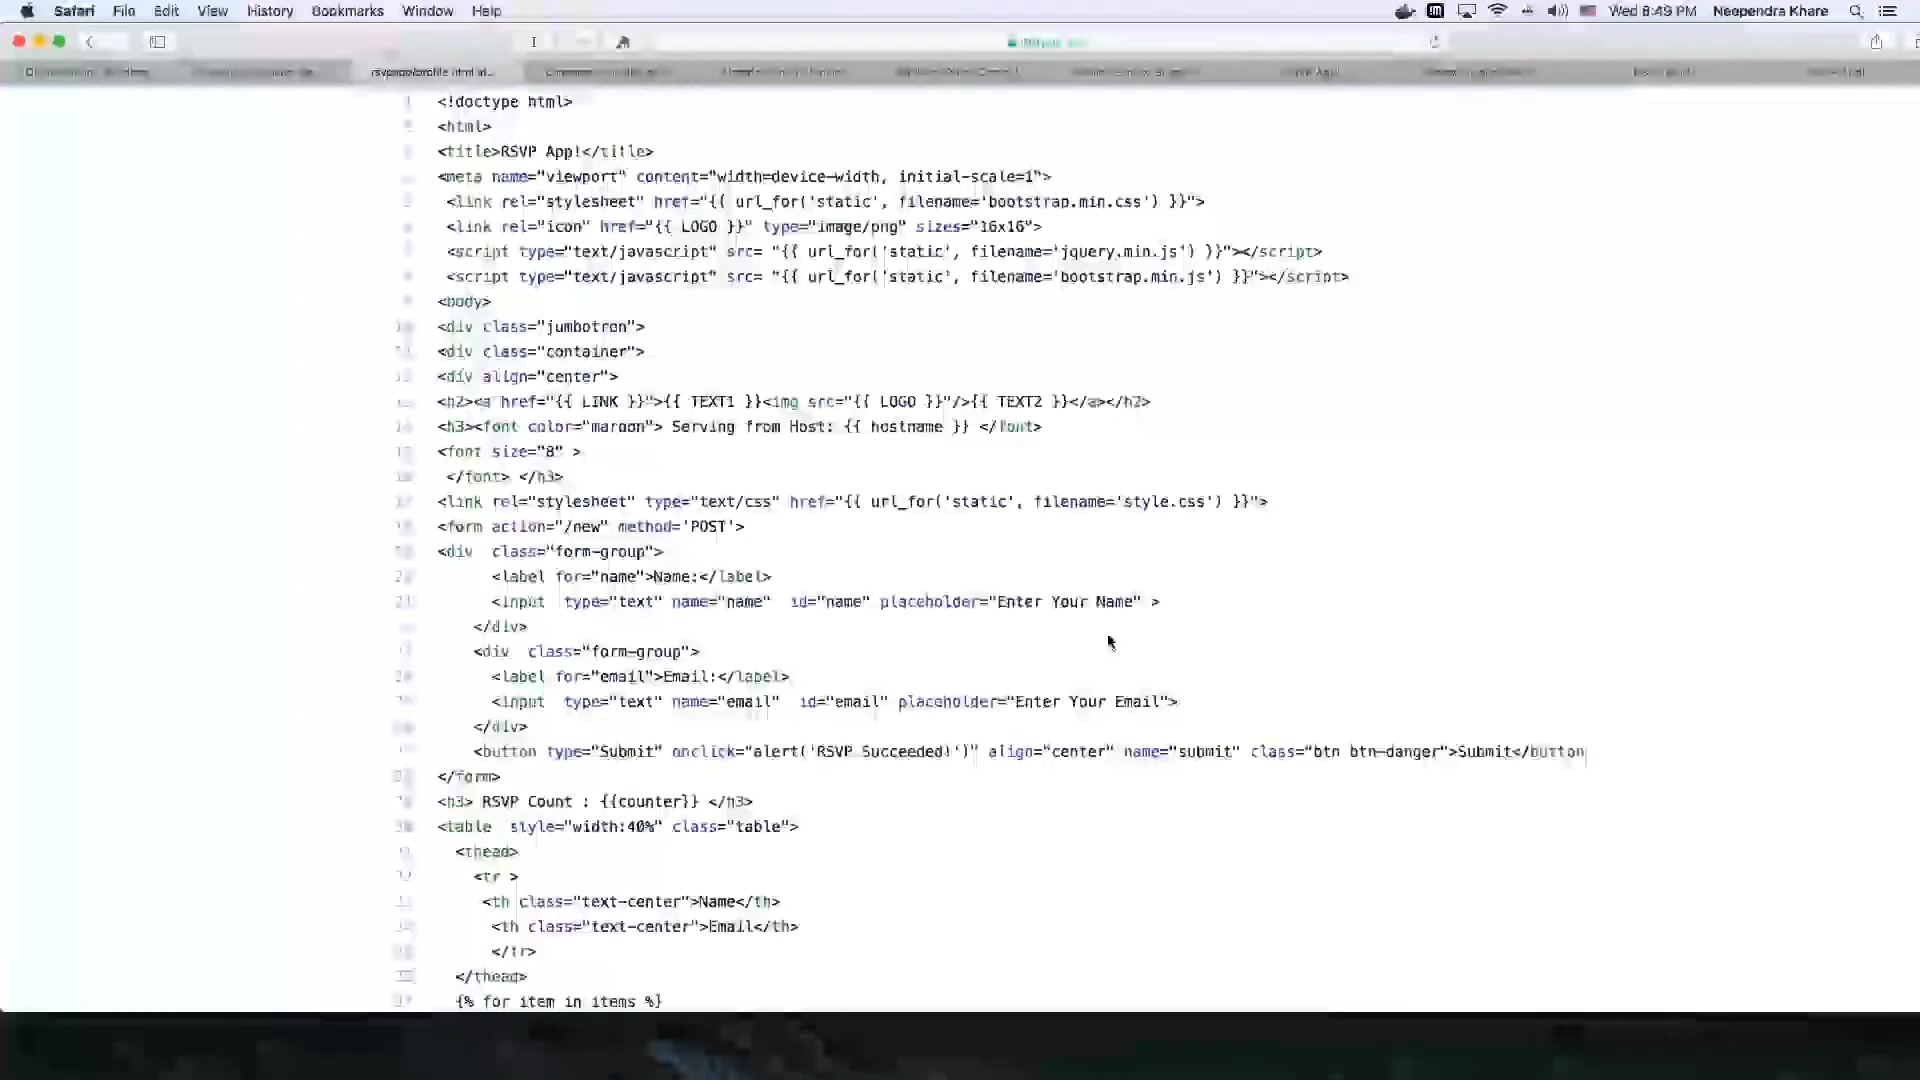 Safari File Edit View History Bookmarks Window Help Wed 8:49 PM Neependra Khare
<!doctype html>
<html>
<title>RSVP App!</title>
<meta name="viewport" content="width=device-width, initial-scale=1">
<link rel="stylesheet" href="{{ url_for('static', filename='bootstrap.min.css') }}">
<link rel="icon" href="{{ LOGO }}" type="image/png" sizes="16x16">
<script type="text/javascript" src= "{{ url_for('static', filename='jquery.min.js') }}"></script>
<script type="text/javascript" src= "{{ url_for('static', filename='bootstrap.min.js') }}"></script>
9 <body>
10 <div class="jumbotron">
<div class="container">
<div align="center">
<h2><a href="{{ LINK }}">{{ TEXT1 }}<img src="{{ LOGO }}"/>{{ TEXT2 }}</a></h2>
<h3><font color="maroon"> Serving from Host: {{ hostname }} </font>
<font size="8" >
</font> </h3>
<link rel="stylesheet" type="text/css" href="{{ url_for('static', filename='style.css') }}">
<form action="/new" method='POST'>
<div class="form-group">
<label for="name">Name:</label>
<input type="text" name="name" id="name" placeholder="Enter Your Name" >
</div>
<div class="form-group">
<label for="email">Email:</label>
<input type="text" name="email" id="email" placeholder="Enter Your Email">
</div>
<button type="Submit" onclick="alert('RSVP Succeeded!')" align="center" name="submit" class="btn btn-danger">Submit</button
</form>
<h3> RSVP Count : {{counter}} </h3>
<table style="width:40%" class="table">
<thead>
<tr >
<th class="text-center">Name</th>
<th class="text-center">Email</th>
</tr>
</thead>
{% for item in items %}